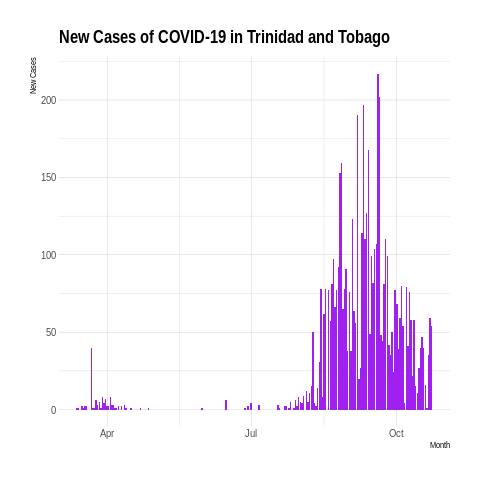 New Cases of COVID-19 in Trinidad and Tobago
New Cases
200
150
100
50
0
Apr
Jul
Oct
Month